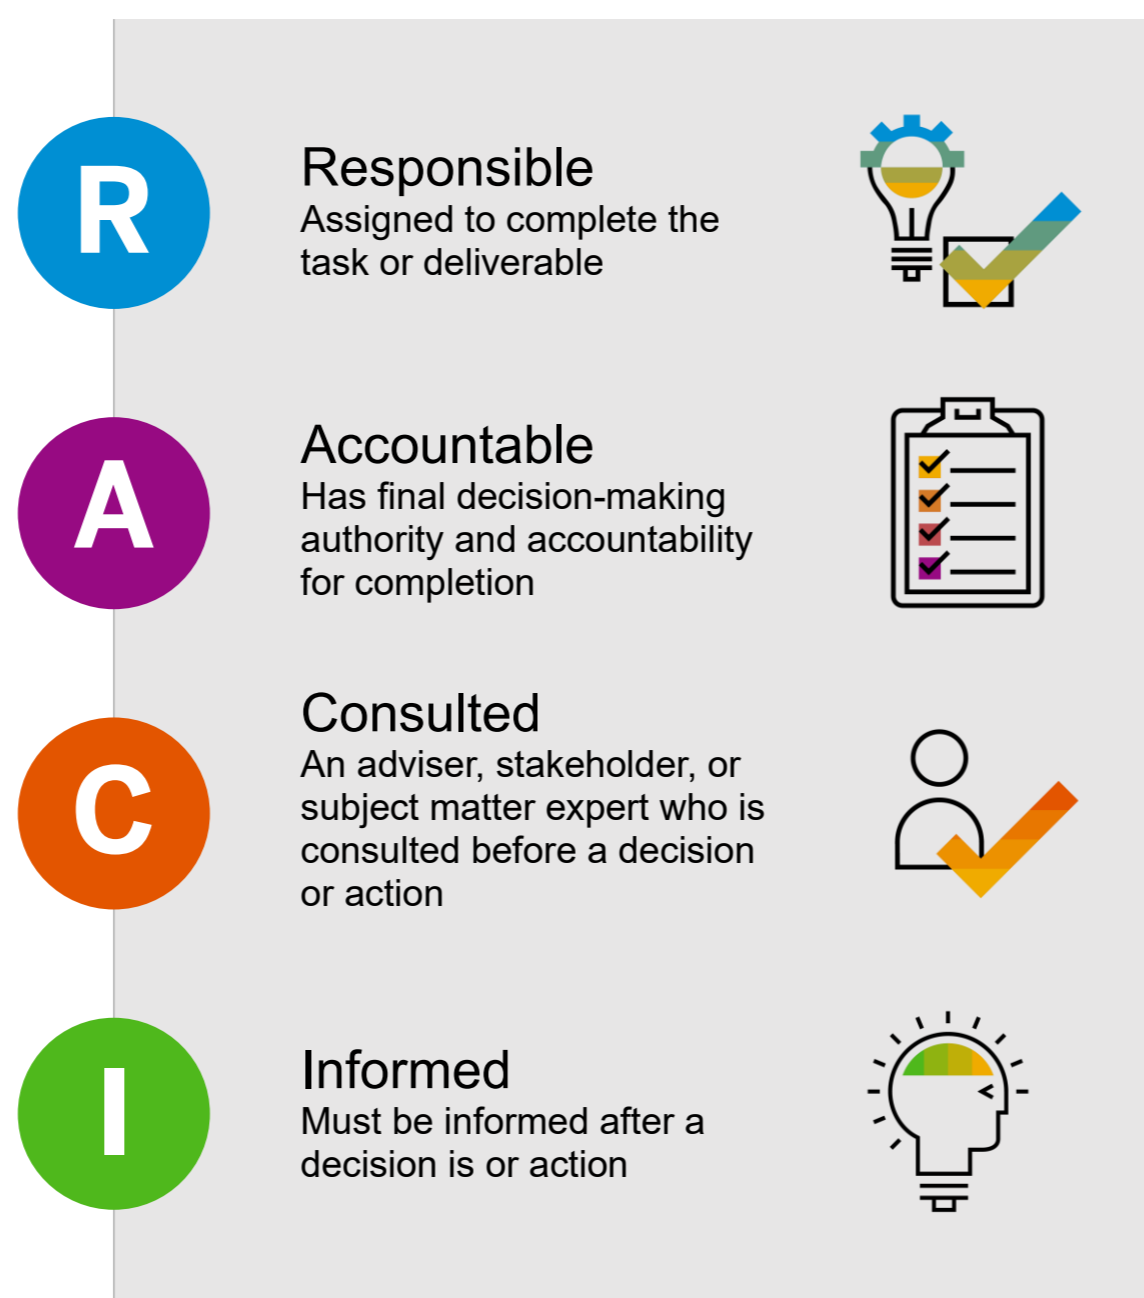 R
Responsible
Assigned to complete the
task or deliverable
A
Accountable
Has final decision-making
authority and accountability
for completion
C
Consulted
An adviser, stakeholder, or
subject matter expert who is
consulted before a decision
or action
I
Informed
Must be informed after a
decision is or action